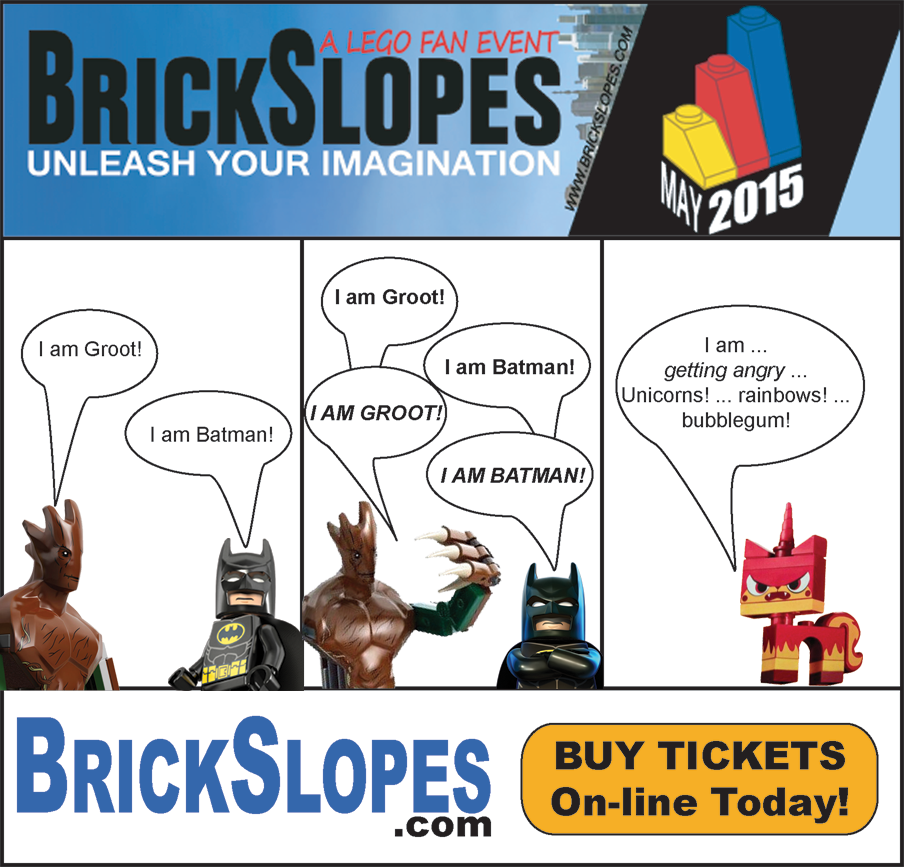 A LEGO FAN EVENT
BRICKSLOPES
UNLEASH YOUR IMAGINATION
WWW.BRICKSLOPES.COM
MAY 2015
I am Groot!
I am Batman!
I am Groot!
I am Batman!
I AM GROOT!
I AM BATMAN!
I am ...
getting angry ...
Unicorns! ... rainbows! ...
bubblegum!
BRICKSLOPES
.com
BUY TICKETS
On-line Today!